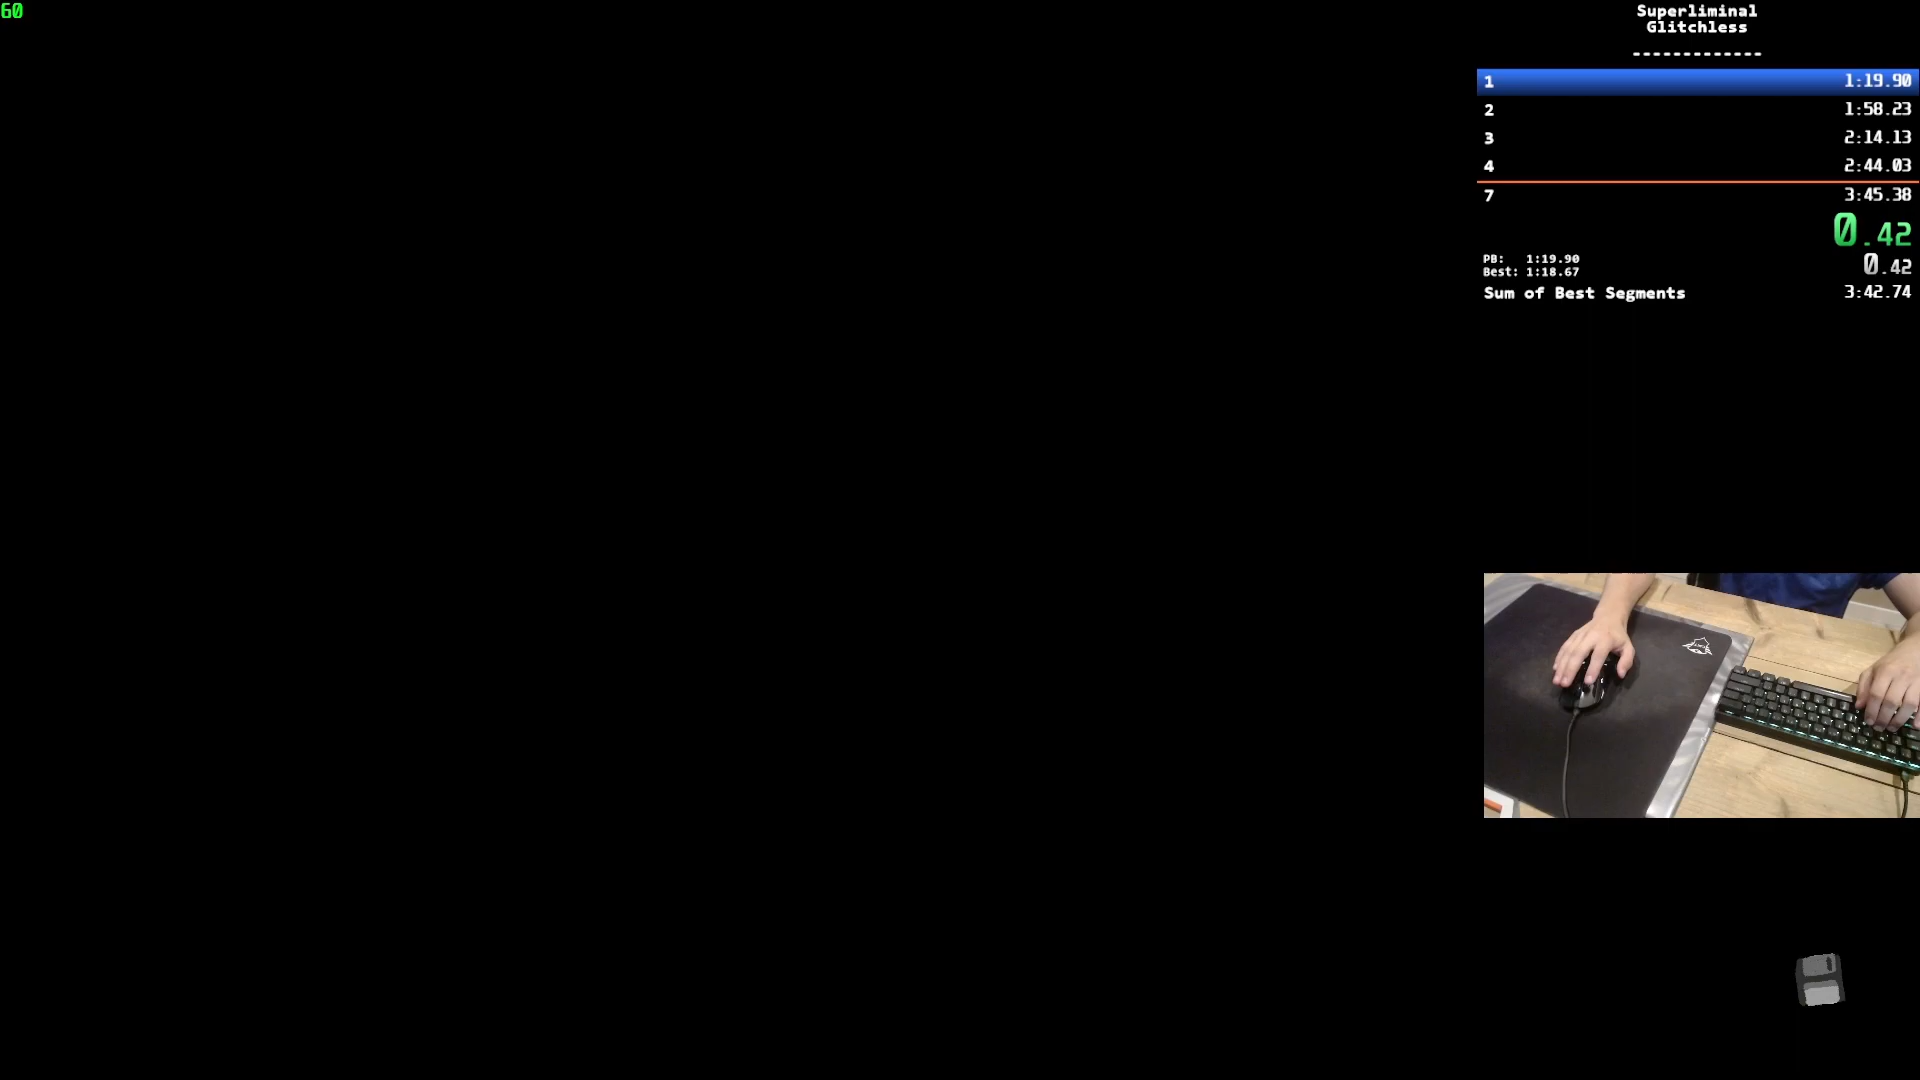 60
Superliminal
Glitchless
-------------
1 1:19.90
2 1:58.23
3 2:14.13
4 2:44.03
7 3:45.38
0.42
PB: 1:19.90
Best: 1:18.67
0.42
Sum of Best Segments 3:42.74